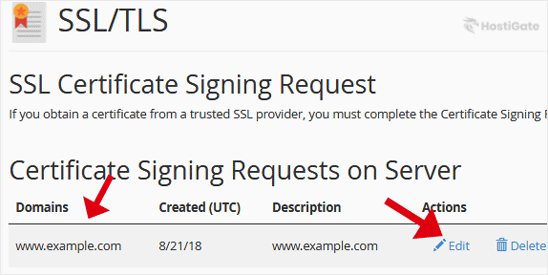 SSL/TLS
HOSTiGATE
SSL Certificate Signing Request
If you obtain a certificate from a trusted SSL provider, you must complete the Certificate Signing
Certificate Signing Requests on Server
Domains Created (UTC) Description Actions
www.example.com 8/21/18 www.example.com Edit Delete